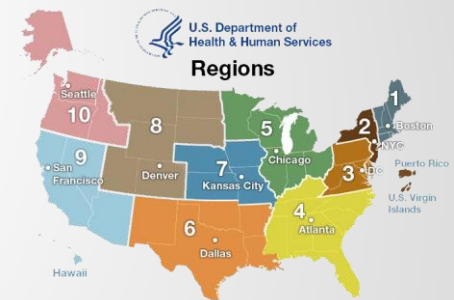 U.S. Department of
Health & Human Services
Regions
Seattle
10
9
San
Francisco
8
Denver
7
Kansas City
6
Dallas
5
Chicago
4
Atlanta
3
DC
2
NYC
1
Boston
Puerto Rico
U.S. Virgin
Islands
Hawaii